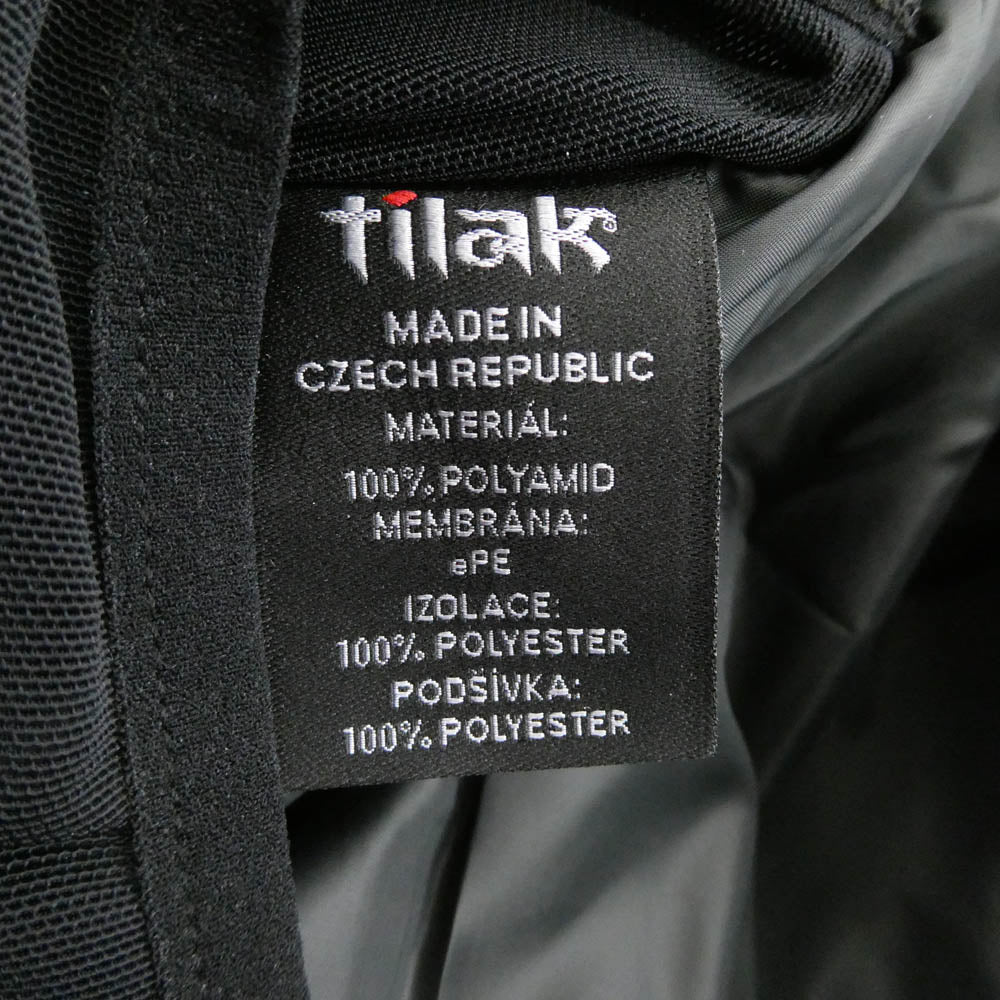 tilak®
MADE IN
CZECH REPUBLIC
MATERIÁL:
100% POLYAMID
MEMBRÁNA:
ePE
IZOLACE:
100% POLYESTER
PODŠÍVKA:
100% POLYESTER